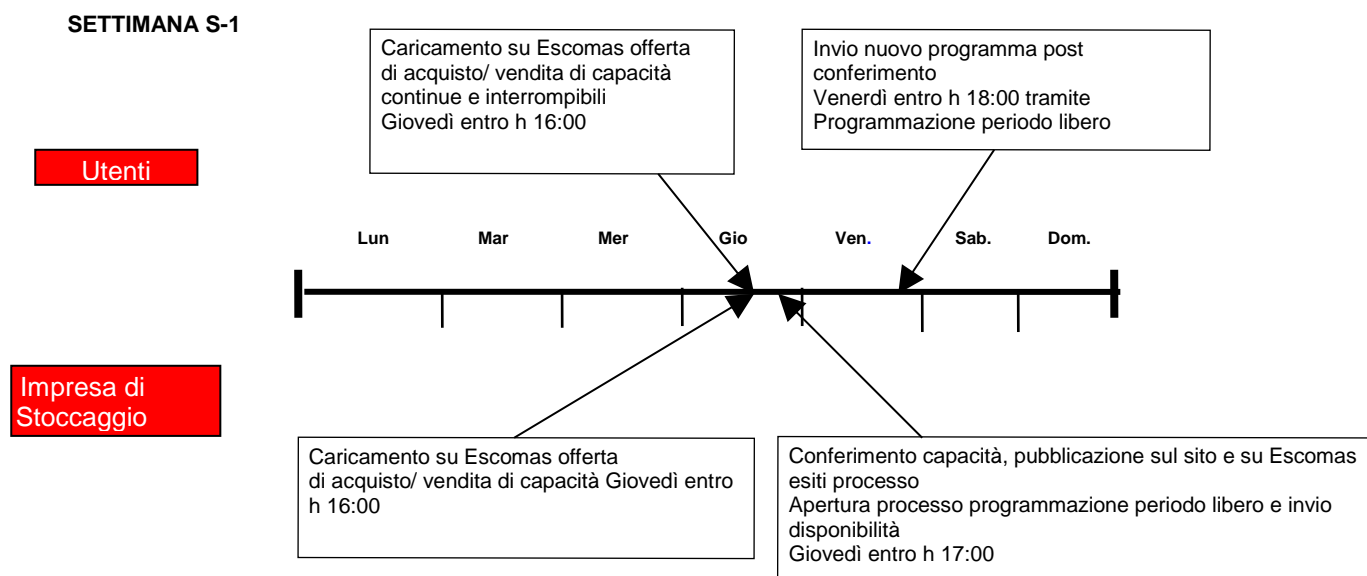 SETTIMANA S-1
Caricamento su Escomas offerta
di acquisto/ vendita di capacità
continue e interrompibili
Giovedì entro h 16:00
Invio nuovo programma post
conferimento
Venerdì entro h 18:00 tramite
Programmazione periodo libero
Utenti
Lun Mar Mer Gio Ven. Sab. Dom.
Impresa di
Stoccaggio
Caricamento su Escomas offerta
di acquisto/ vendita di capacità Giovedì entro
h 16:00
Conferimento capacità, pubblicazione sul sito e su Escomas
esiti processo
Apertura processo programmazione periodo libero e invio
disponibilità
Giovedì entro h 17:00